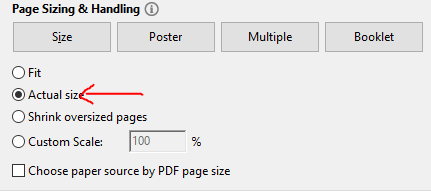 Page Sizing & Handling
Size Poster Multiple Booklet
Fit
Actual size
Shrink oversized pages
Custom Scale: 100 %
Choose paper source by PDF page size